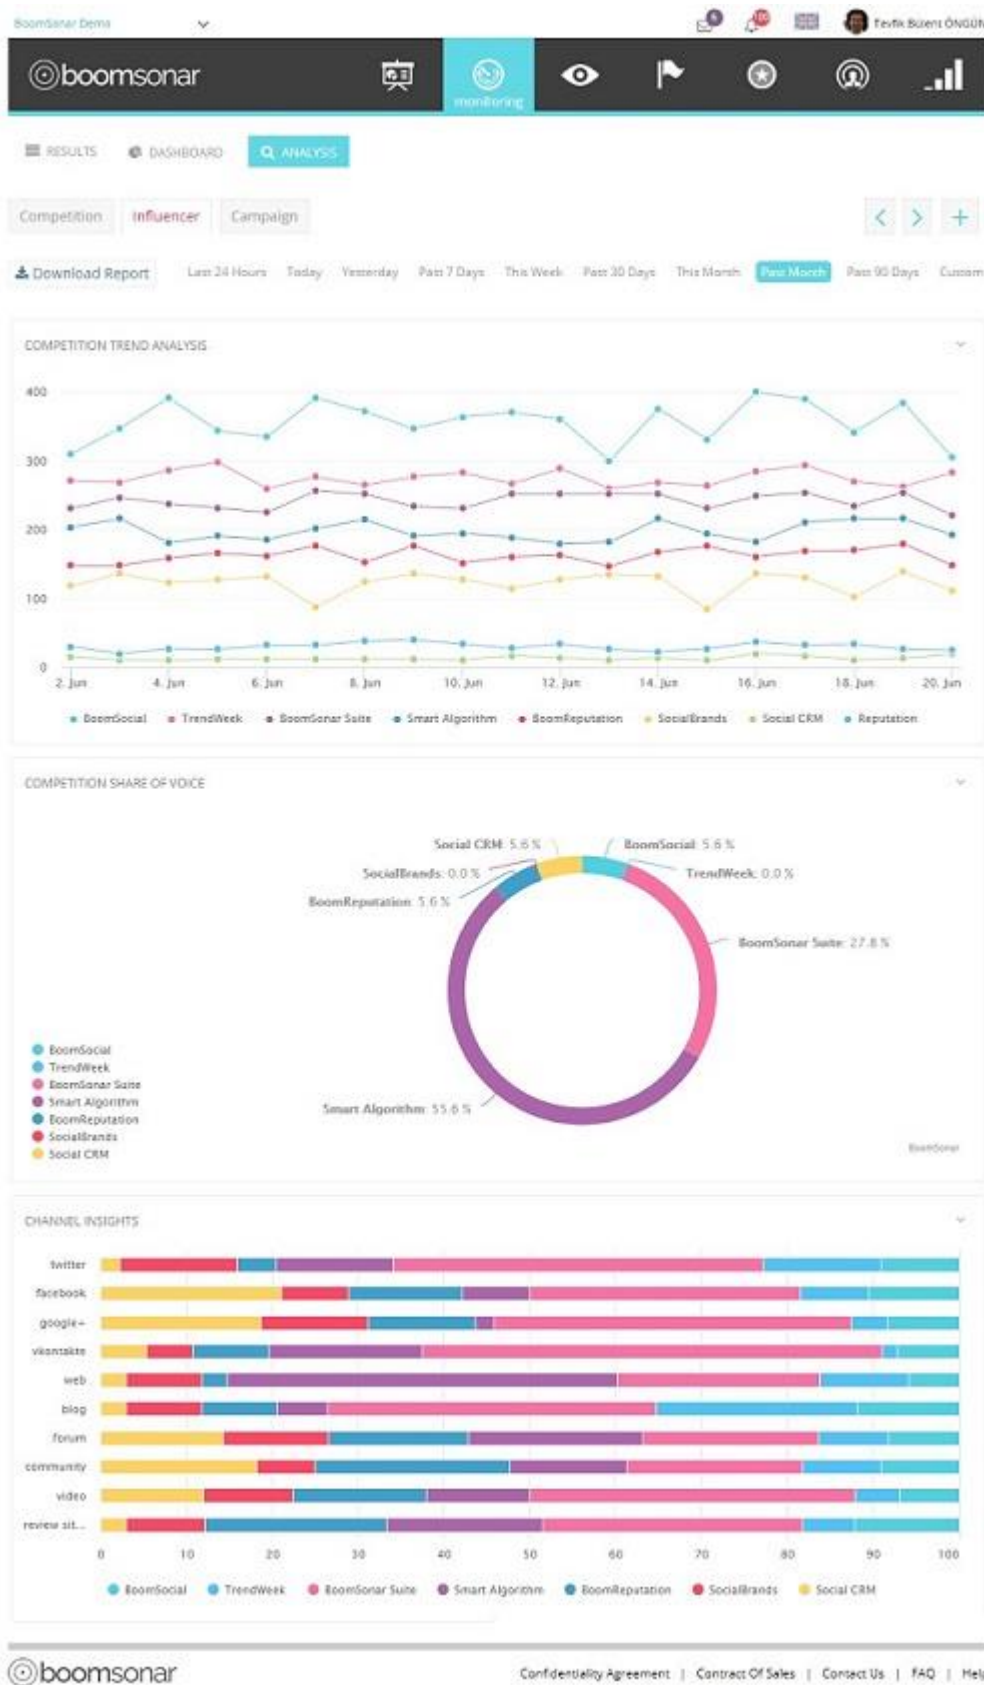 BoomSonar Demo
6
100
Tevfik Bülent ÖNGÜN
boomsonar
monitoring
RESULTS DASHBOARD ANALYSIS
Competition Influencer Campaign
Download Report Last 24 Hours Today Yesterday Past 7 Days This Week Past 30 Days This Month Past Month Past 90 Days Custom
COMPETITION TREND ANALYSIS
400
300
200
100
0
2. Jun 4. Jun 6. Jun 8. Jun 10. Jun 12. Jun 14. Jun 16. Jun 18. Jun 20. Jun
BoomSocial TrendWeek BoomSonar Suite Smart Algorithm BoomReputation SocialBrands Social CRM Reputation
COMPETITION SHARE OF VOICE
Social CRM: 5.6 % BoomSocial: 5.6 %
SocialBrands: 0.0 % TrendWeek: 0.0 %
BoomReputation: 5.6 %
BoomSonar Suite: 27.8 %
Smart Algorithm: 55.6 %
BoomSocial
TrendWeek
BoomSonar Suite
Smart Algorithm
BoomReputation
SocialBrands
Social CRM
BoomSonar
CHANNEL INSIGHTS
twitter
facebook
google+
vkontakte
web
blog
forum
community
video
review sit...
0 10 20 30 40 50 60 70 80 90 100
BoomSocial TrendWeek BoomSonar Suite Smart Algorithm BoomReputation SocialBrands Social CRM
boomsonar
Confidentiality Agreement | Contract Of Sales | Contact Us | FAQ | Help